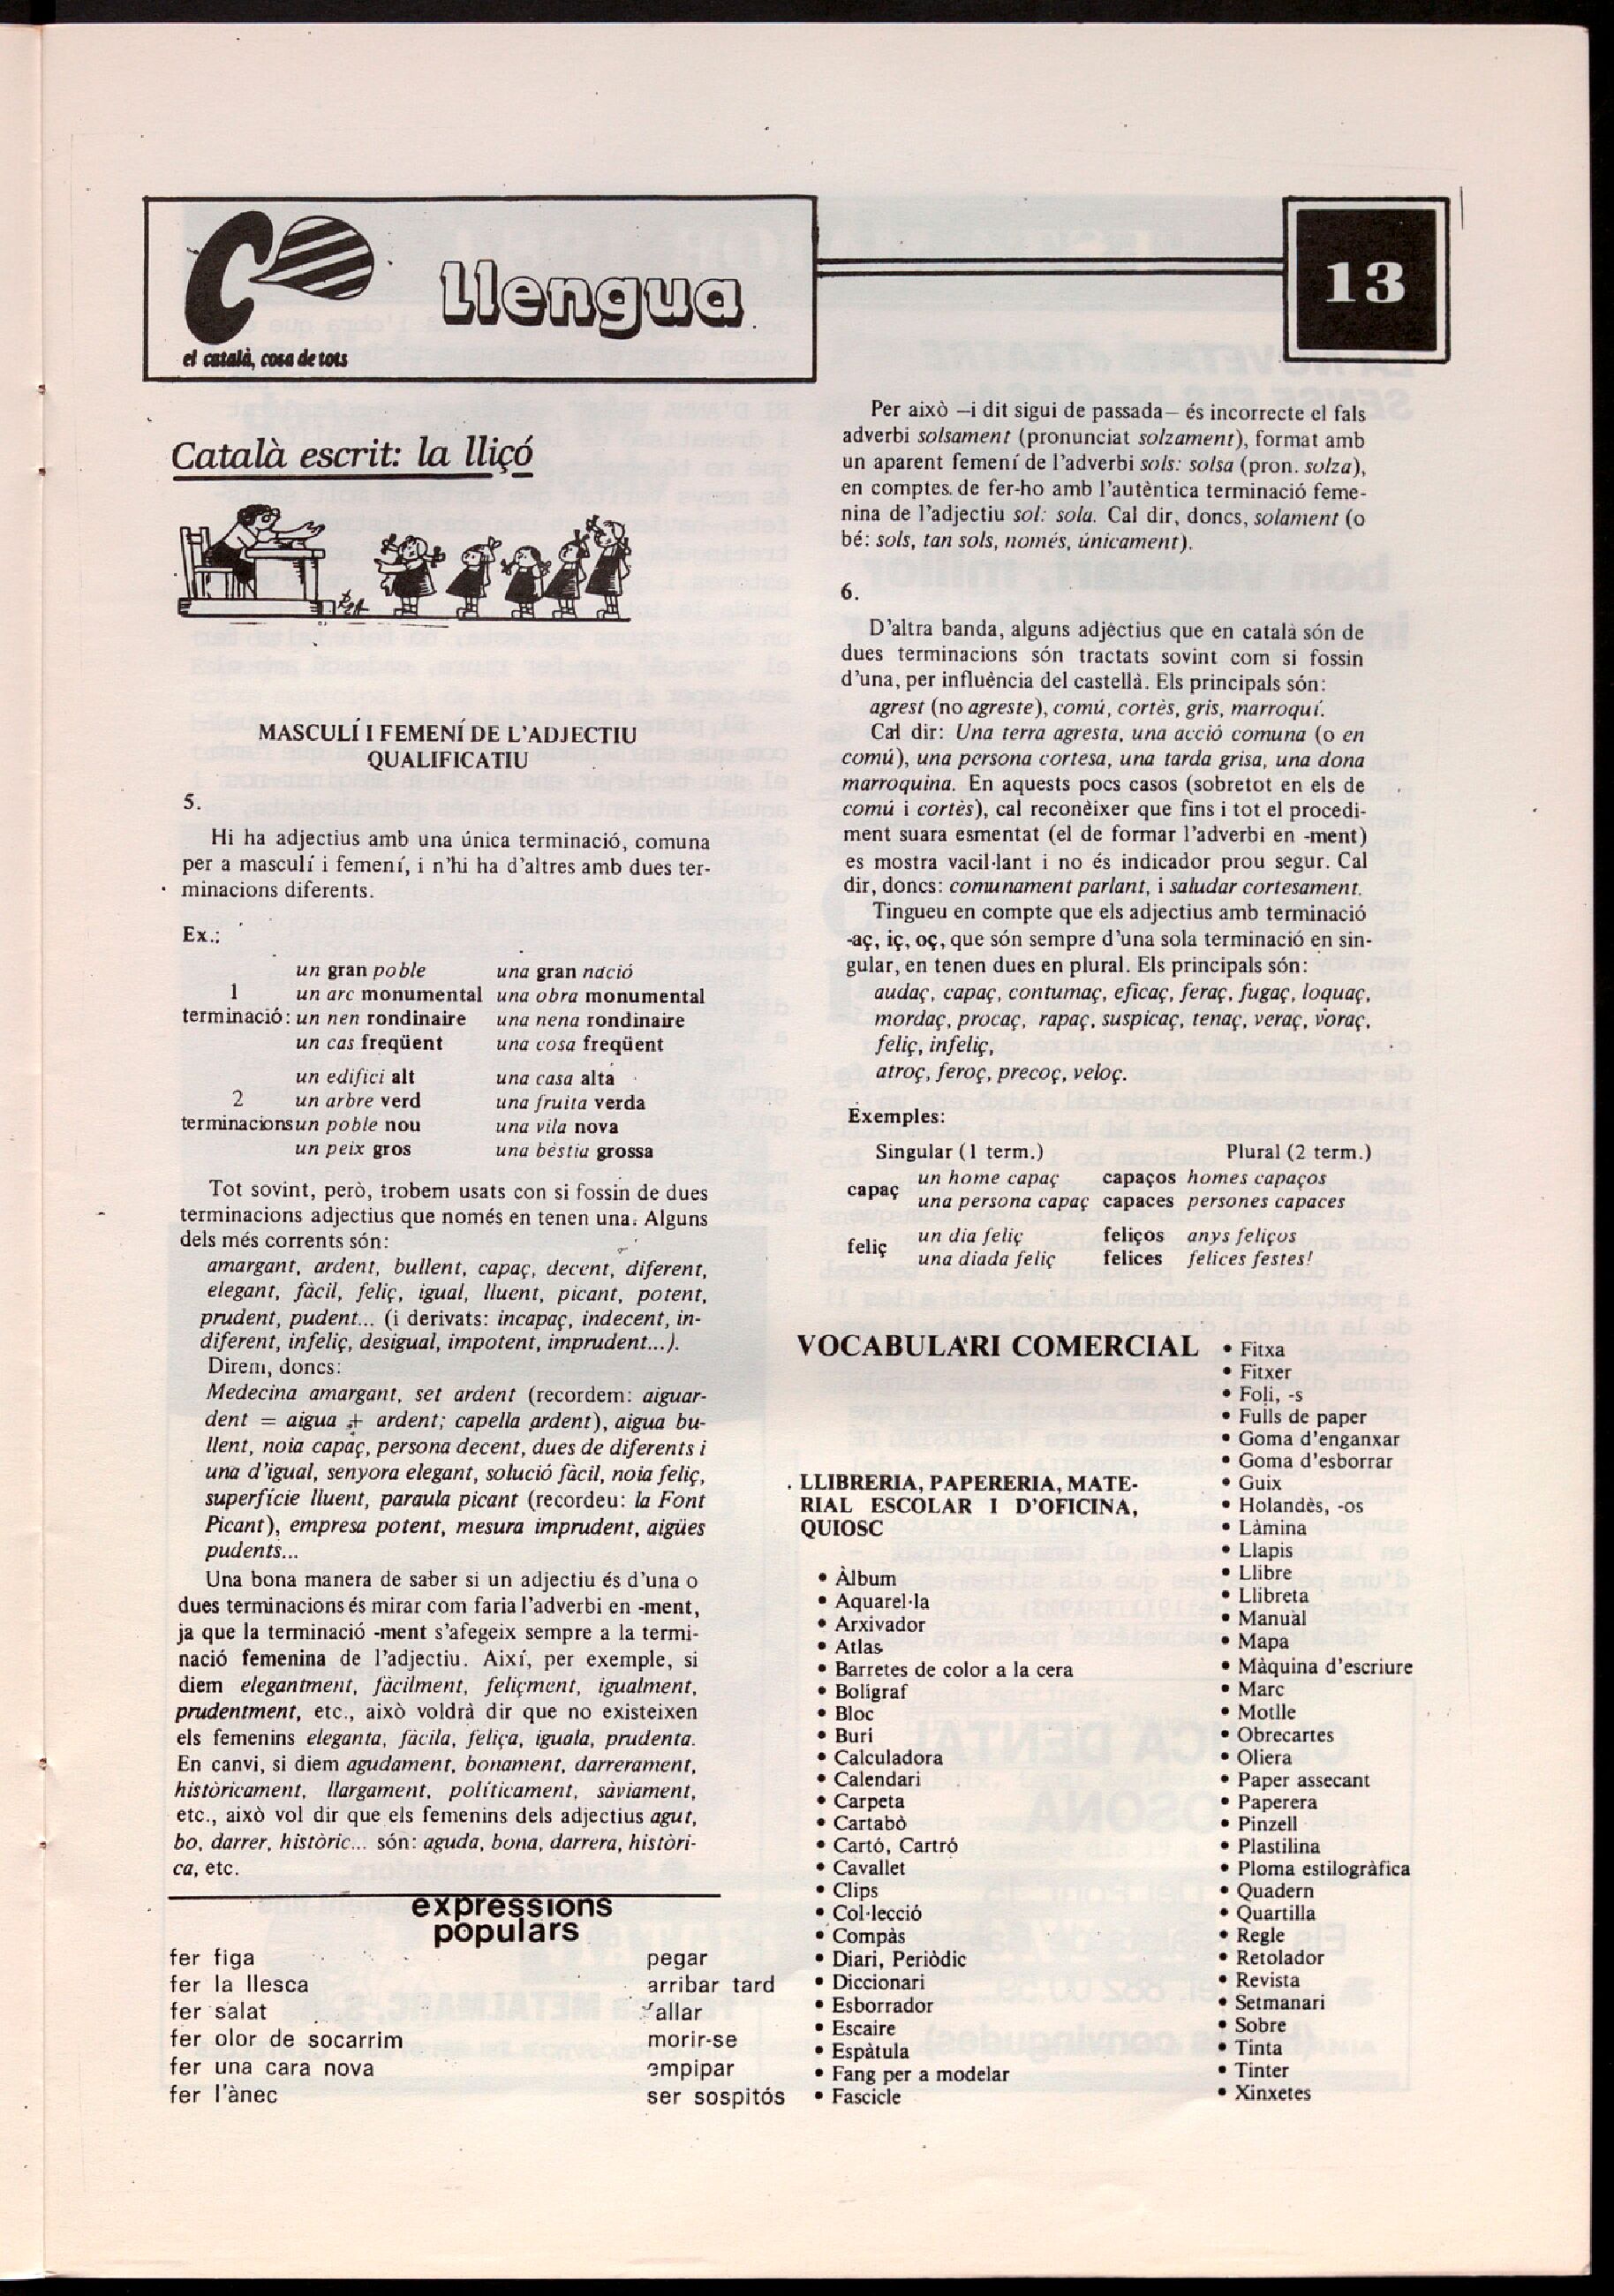 el català, cosa de tots
Llengua
13
Català escrit: la lliçó
MASCULÍ I FEMENÍ DE L'ADJECTIU
QUALIFICATIU
5.
Hi ha adjectius amb una única terminació, comuna
per a masculí i femení, i n'hi ha d'altres amb dues ter-
minacions diferents.
Ex.:
un gran poble una gran nació
1 un arc monumental una obra monumental
terminació: un nen rondinaire una nena rondinaire
un cas freqüent una cosa freqüent
un edifici alt una casa alta
2 un arbre verd una fruita verda
terminacions un poble nou una vila nova
un peix gros una bèstia grossa
Tot sovint, però, trobem usats con si fossin de dues
terminacions adjectius que només en tenen una. Alguns
dels més corrents són:
amargant, ardent, bullent, capaç, decent, diferent,
elegant, fàcil, feliç, igual, lluent, picant, potent,
prudent, pudent... (i derivats: incapaç, indecent, in-
diferent, infeliç, desigual, impotent, imprudent...).
Direm, doncs:
Medecina amargant, set ardent (recordem: aiguar-
dent = aigua + ardent; capella ardent), aigua bu-
llent, noia capaç, persona decent, dues de diferents i
una d'igual, senyora elegant, solució fàcil, noia feliç,
superfície lluent, paraula picant (recordeu: la Font
Picant), empresa potent, mesura imprudent, aigües
pudents...
Una bona manera de saber si un adjectiu és d'una o
dues terminacions és mirar com faria l'adverbi en -ment,
ja que la terminació -ment s'afegeix sempre a la termi-
nació femenina de l'adjectiu. Així, per exemple, si
diem elegantment, fàcilment, feliçment, igualment,
prudentment, etc., això voldrà dir que no existeixen
els femenins eleganta, fàcila, feliça, iguala, prudenta.
En canvi, si diem agudament, bonament, darrerament,
històricament, llargament, políticament, sàviament,
etc., això vol dir que els femenins dels adjectius agut,
bo, darrer, històric... són: aguda, bona, darrera, històri-
ca, etc.
expressions
populars
fer figa pegar
fer la llesca arribar tard
fer salat fallar
fer olor de socarrim morir-se
fer una cara nova empipar
fer l'ànec ser sospitós
Per això —i dit sigui de passada— és incorrecte el fals
adverbi solsament (pronunciat solzament), format amb
un aparent femení de l'adverbi sols: solsa (pron. solza),
en comptes de fer-ho amb l'autèntica terminació feme-
nina de l'adjectiu sol: sola. Cal dir, doncs, solament (o
bé: sols, tan sols, només, únicament).
6.
D'altra banda, alguns adjectius que en català són de
dues terminacions són tractats sovint com si fossin
d'una, per influència del castellà. Els principals són:
agrest (no agreste), comú, cortès, gris, marroquí.
Cal dir: Una terra agresta, una acció comuna (o en
comú), una persona cortesa, una tarda grisa, una dona
marroquina. En aquests pocs casos (sobretot en els de
comú i cortès), cal reconèixer que fins i tot el procedi-
ment suara esmentat (el de formar l'adverbi en -ment)
es mostra vacil·lant i no és indicador prou segur. Cal
dir, doncs: comunament parlant, i saludar cortesament.
Tingueu en compte que els adjectius amb terminació
-aç, iç, oç, que són sempre d'una sola terminació en sin-
gular, en tenen dues en plural. Els principals són:
audaç, capaç, contumaç, eficaç, feraç, fugaç, loquaç,
mordaç, procaç, rapaç, suspicaç, tenaç, veraç, voraç,
feliç, infeliç,
atroç, feroç, precoç, veloç.
Exemples:
Singular (1 term.) Plural (2 term.)
capaç un home capaç capaços homes capaços
una persona capaç capaces persones capaces
feliç un dia feliç feliços anys feliços
una diada feliç felices felices festes!
VOCABULARI COMERCIAL
LLIBRERIA, PAPERERIA, MATE-
RIAL ESCOLAR I D'OFICINA,
QUIOSC
• Àlbum
• Aquarel·la
• Arxivador
• Atlas
• Barretes de color a la cera
• Bolígraf
• Bloc
• Burí
• Calculadora
• Calendari
• Carpeta
• Cartabò
• Cartó, Cartró
• Cavallet
• Clips
• Col·lecció
• Compàs
• Diari, Periòdic
• Diccionari
• Esborrador
• Escaire
• Espàtula
• Fang per a modelar
• Fascicle
• Fitxa
• Fitxer
• Foli, -s
• Fulls de paper
• Goma d'enganxar
• Goma d'esborrar
• Guix
• Holandès, -os
• Làmina
• Llapis
• Llibre
• Llibreta
• Manual
• Mapa
• Màquina d'escriure
• Marc
• Motlle
• Obrecartes
• Oliera
• Paper assecant
• Paperera
• Pinzell
• Plastilina
• Ploma estilogràfica
• Quadern
• Quartilla
• Regle
• Retolador
• Revista
• Setmanari
• Sobre
• Tinta
• Tinter
• Xinxetes